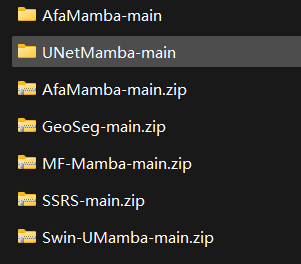 AfaMamba-main
UNetMamba-main
AfaMamba-main.zip
GeoSeg-main.zip
MF-Mamba-main.zip
SSRS-main.zip
Swin-UMamba-main.zip